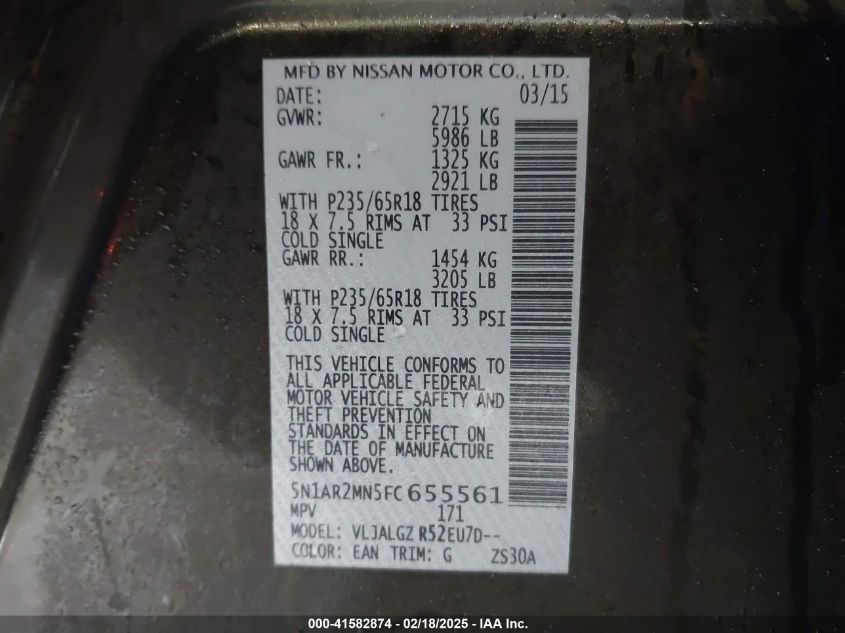 MFD BY NISSAN MOTOR CO., LTD.
DATE: 03/15
GVWR: 2715 KG
5986 LB
GAWR FR.: 1325 KG
2921 LB
WITH P235/65R18 TIRES
18 X 7.5 RIMS AT 33 PSI
COLD SINGLE
GAWR RR.: 1454 KG
3205 LB
WITH P235/65R18 TIRES
18 X 7.5 RIMS AT 33 PSI
COLD SINGLE
THIS VEHICLE CONFORMS TO
ALL APPLICABLE FEDERAL
MOTOR VEHICLE SAFETY AND
THEFT PREVENTION
STANDARDS IN EFFECT ON
THE DATE OF MANUFACTURE
SHOWN ABOVE.
5N1AR2MN5FC655561
MPV 171
MODEL: VLJALGZ R52EU7D--
COLOR: EAN TRIM: G ZS30A
000-41582874 - 02/18/2025 - IAA Inc.